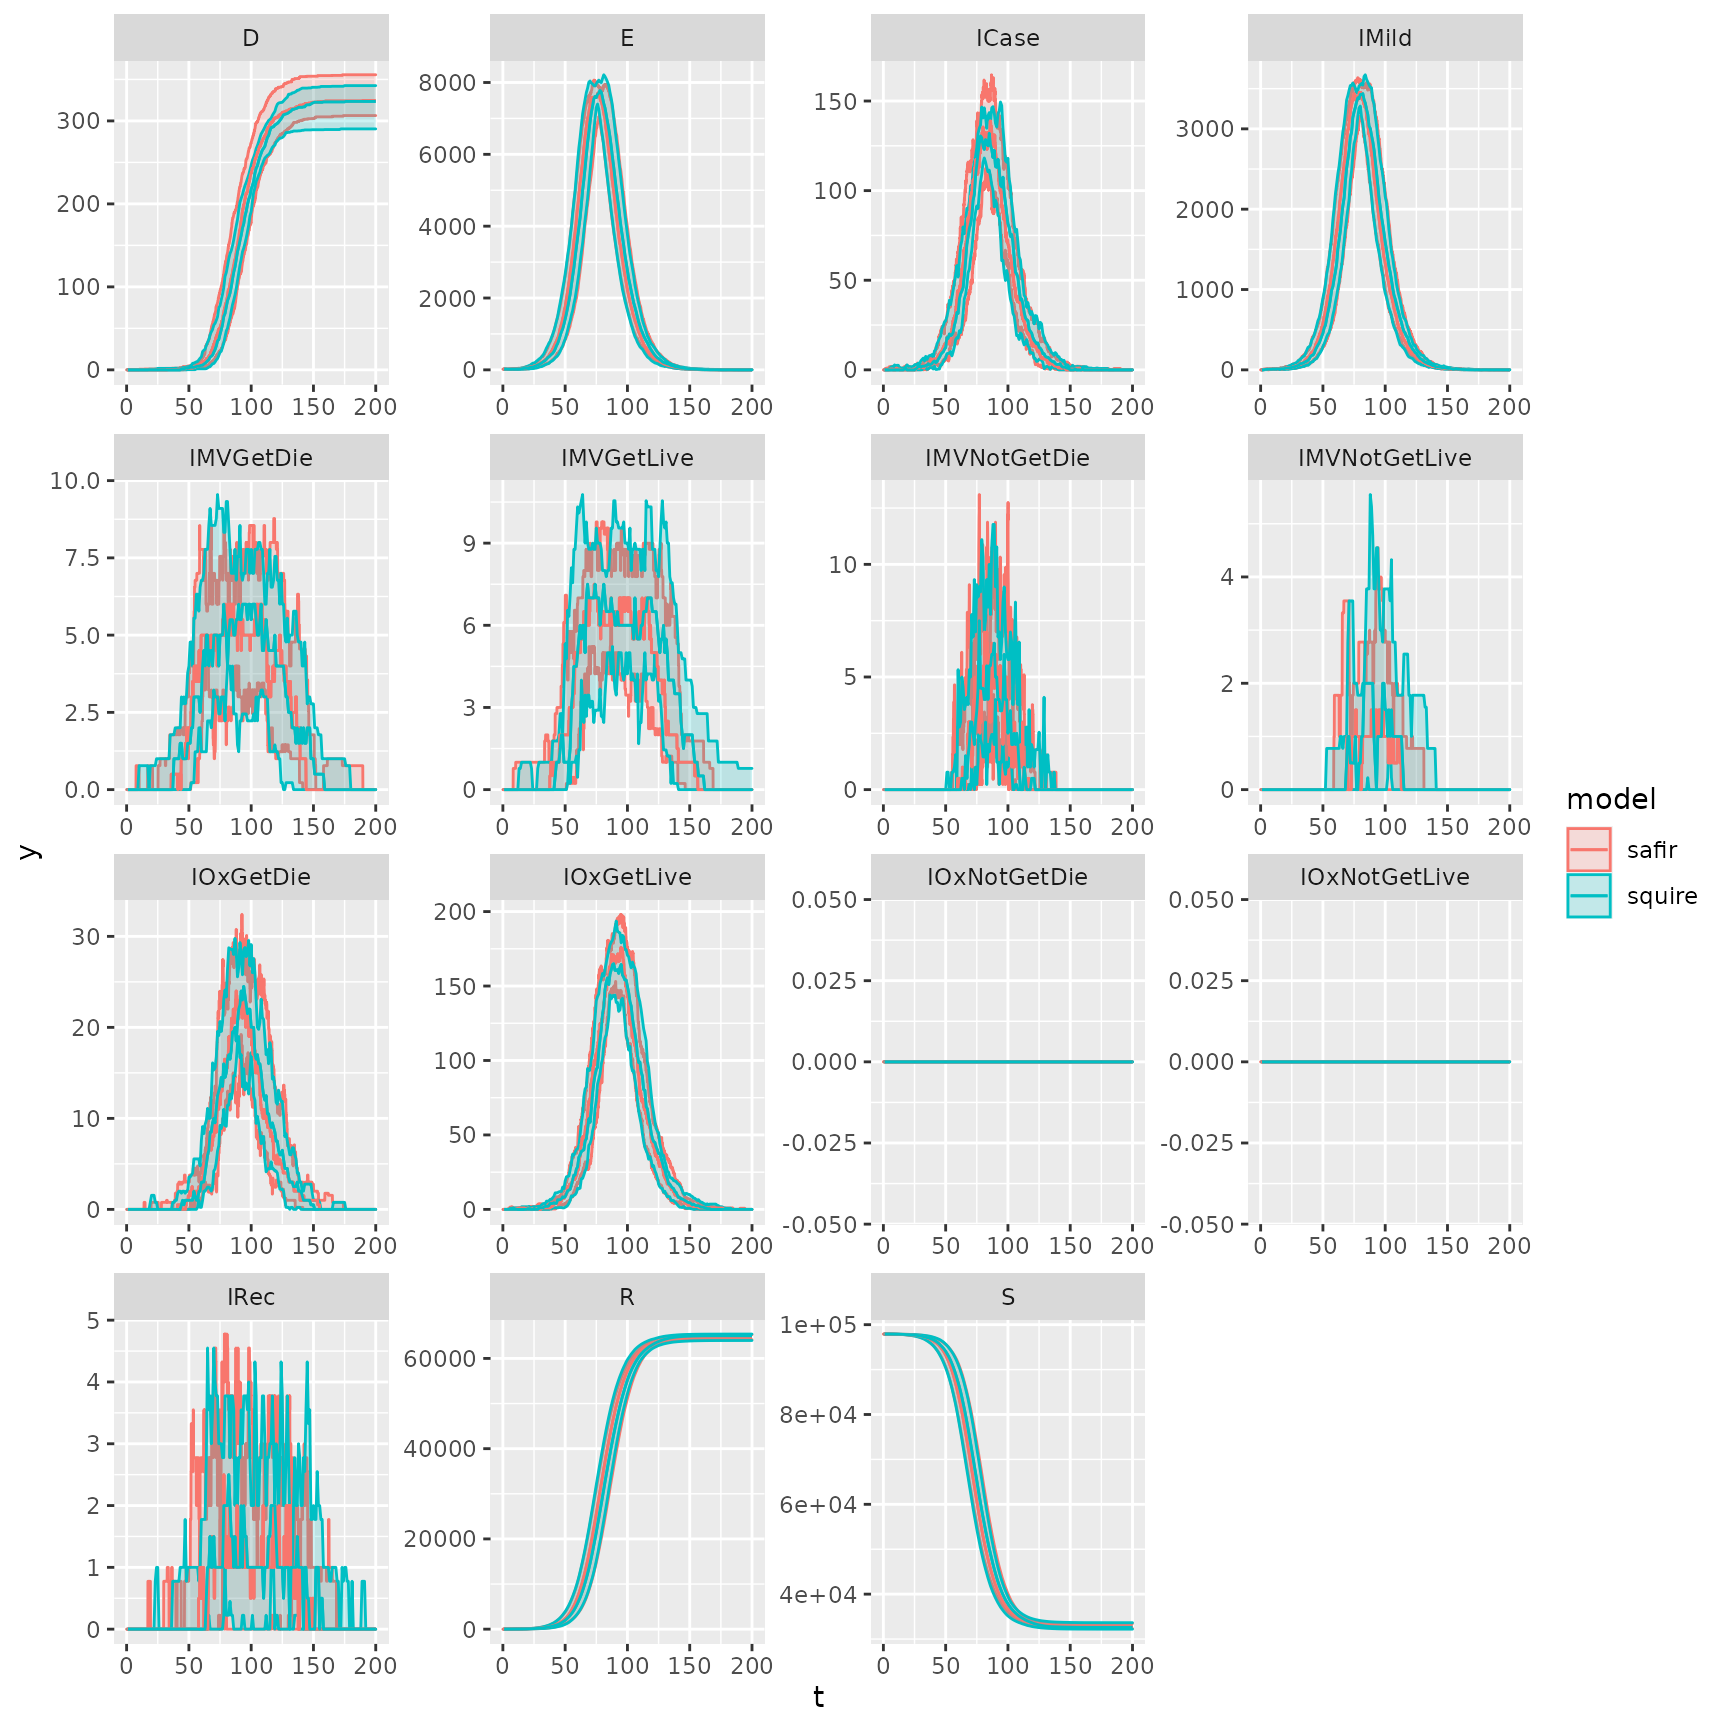 D E ICase IMild
0 100 200 300
0 2000 4000 6000 8000
0 50 100 150
0 1000 2000 3000
0 50 100 150 200 0 50 100 150 200 0 50 100 150 200 0 50 100 150 200
IMVGetDie IMVGetLive IMVNotGetDie IMVNotGetLive
0.0 2.5 5.0 7.5 10.0
0 3 6 9
0 5 10
0 2 4
0 50 100 150 200 0 50 100 150 200 0 50 100 150 200 0 50 100 150 200
IOxGetDie IOxGetLive IOxNotGetDie IOxNotGetLive
0 10 20 30
0 50 100 150 200
-0.050 -0.025 0.000 0.025 0.050
-0.050 -0.025 0.000 0.025 0.050
0 50 100 150 200 0 50 100 150 200 0 50 100 150 200 0 50 100 150 200
IRec R S
0 1 2 3 4 5
0 20000 40000 60000
4e+04 6e+04 8e+04 1e+05
0 50 100 150 200 0 50 100 150 200 0 50 100 150 200
t
y
model
safir
squire